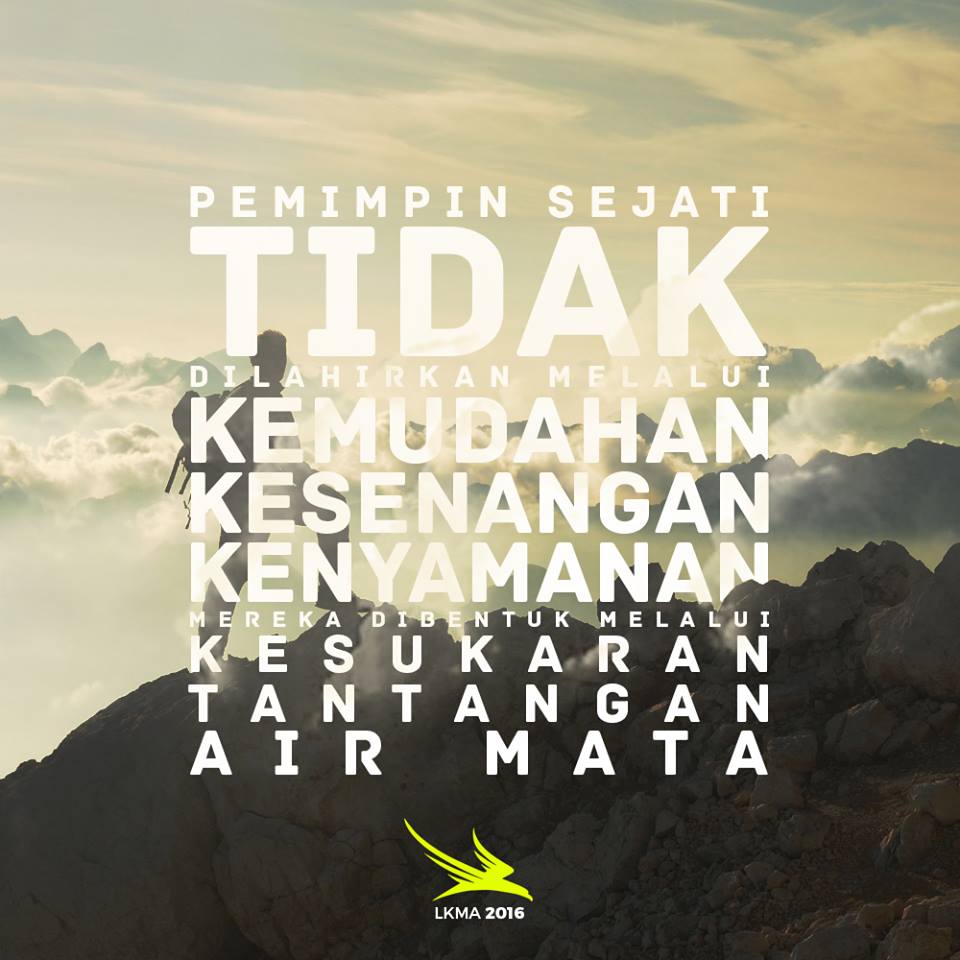 PEMIMPIN SEJATI
TIDAK
DILAHIRKAN MELALUI
KEMUDAHAN
KESENANGAN
KENYAMANAN
MEREKA DIBENTUK MELALUI
KESUKARAN
TANTANGAN
AIR MATA
LKMA 2016